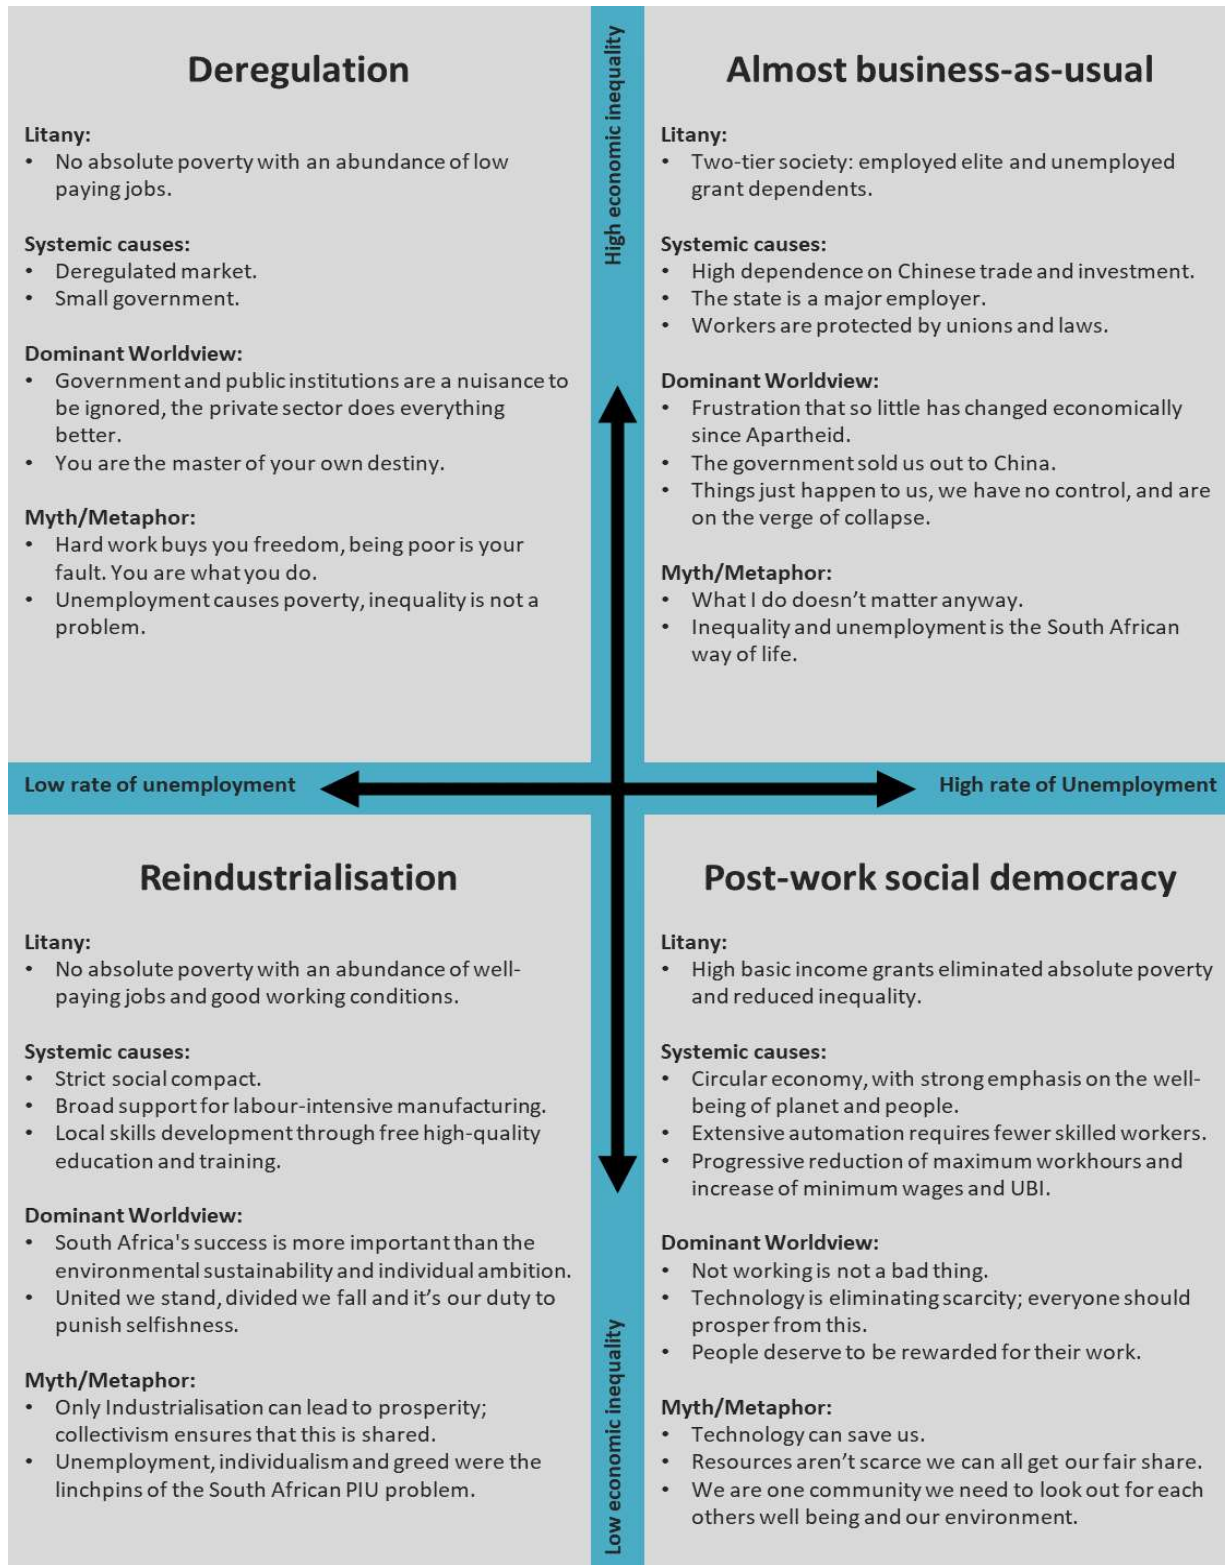 Deregulation
Litany:
• No absolute poverty with an abundance of low
paying jobs.
Systemic causes:
• Deregulated market.
• Small government.
Dominant Worldview:
• Government and public institutions are a nuisance to
be ignored, the private sector does everything
better.
• You are the master of your own destiny.
Myth/Metaphor:
• Hard work buys you freedom, being poor is your
fault. You are what you do.
• Unemployment causes poverty, inequality is not a
problem.
High economic inequality
Almost business-as-usual
Litany:
• Two-tier society: employed elite and unemployed
grant dependents.
Systemic causes:
• High dependence on Chinese trade and investment.
• The state is a major employer.
• Workers are protected by unions and laws.
Dominant Worldview:
• Frustration that so little has changed economically
since Apartheid.
• The government sold us out to China.
• Things just happen to us, we have no control, and are
on the verge of collapse.
Myth/Metaphor:
• What I do doesn't matter anyway.
• Inequality and unemployment is the South African
way of life.
Low rate of unemployment
High rate of Unemployment
Reindustrialisation
Litany:
• No absolute poverty with an abundance of well-
paying jobs and good working conditions.
Systemic causes:
• Strict social compact.
• Broad support for labour-intensive manufacturing.
• Local skills development through free high-quality
education and training.
Dominant Worldview:
• South Africa's success is more important than the
environmental sustainability and individual ambition.
• United we stand, divided we fall and it's our duty to
punish selfishness.
Myth/Metaphor:
• Only Industrialisation can lead to prosperity;
collectivism ensures that this is shared.
• Unemployment, individualism and greed were the
linchpins of the South African PIU problem.
Low economic inequality
Post-work social democracy
Litany:
• High basic income grants eliminated absolute poverty
and reduced inequality.
Systemic causes:
• Circular economy, with strong emphasis on the well-
being of planet and people.
• Extensive automation requires fewer skilled workers.
• Progressive reduction of maximum workhours and
increase of minimum wages and UBI.
Dominant Worldview:
• Not working is not a bad thing.
• Technology is eliminating scarcity; everyone should
prosper from this.
• People deserve to be rewarded for their work.
Myth/Metaphor:
• Technology can save us.
• Resources aren't scarce we can all get our fair share.
• We are one community we need to look out for each
others well being and our environment.